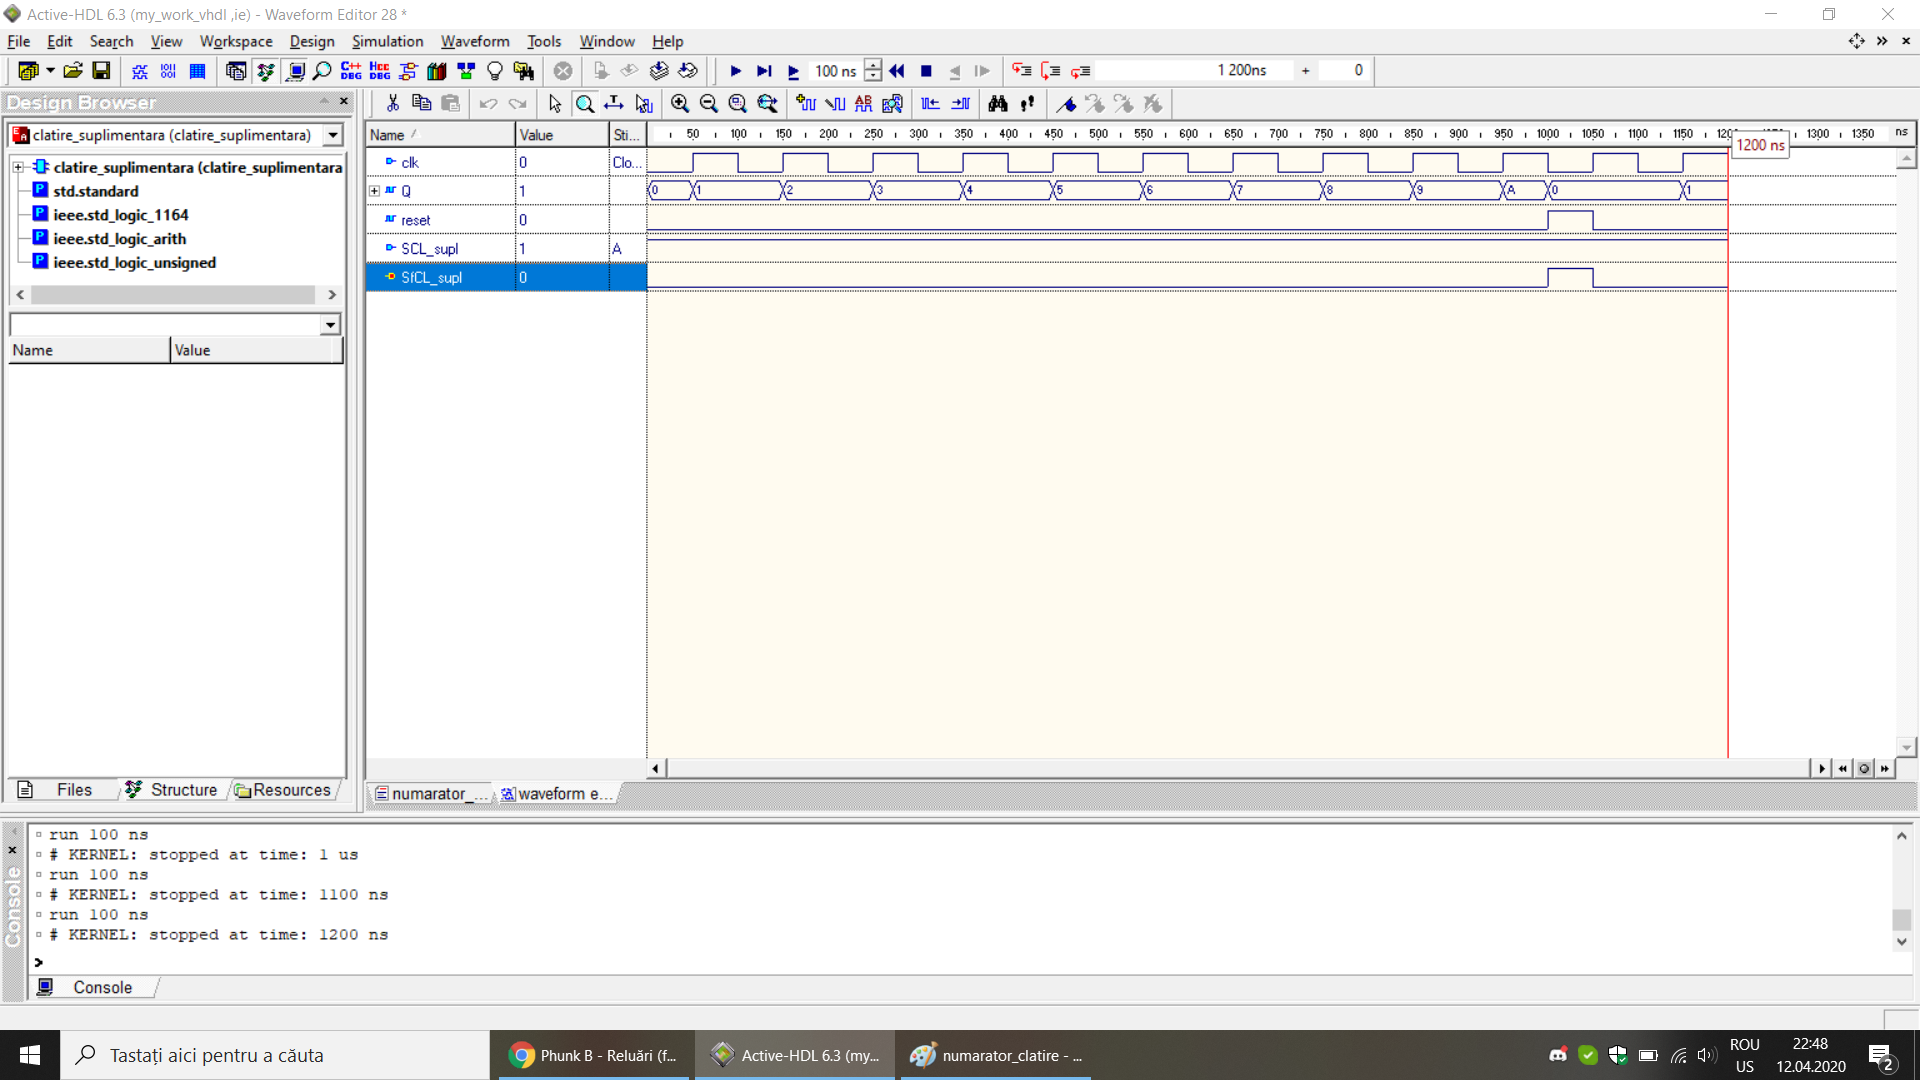 Active-HDL 6.3 (my_work_vhdl ,ie) - Waveform Editor 28 *
File Edit Search View Workspace Design Simulation Waveform Tools Window Help
C++ DBG HCC DBG 100 ns 1 200ns + 0
Design Browser
clatire_suplimentara (clatire_suplimentara)
clatire_suplimentara (clatire_suplimentara
std.standard
ieee.std_logic_1164
ieee.std_logic_arith
ieee.std_logic_unsigned
Name Value
Files Structure Resources
Name Value Sti...
50 100 150 200 250 300 350 400 450 500 550 600 650 700 750 800 850 900 950 1000 1050 1100 1150 1300 1350 ns
1200 ns
clk 0 Clo...
Q 1 0 1 2 3 4 5 6 7 8 9 A 0 1
reset 0
SCL_supl 1 A
SfCL_supl 0
numarator_... waveform e...
run 100 ns
# KERNEL: stopped at time: 1 us
run 100 ns
# KERNEL: stopped at time: 1100 ns
run 100 ns
# KERNEL: stopped at time: 1200 ns
>
Console
Console
Tastați aici pentru a căuta
Phunk B - Reluări (f...
Active-HDL 6.3 (my...
numarator_clatire - ...
ROU
US
22:48
12.04.2020
2